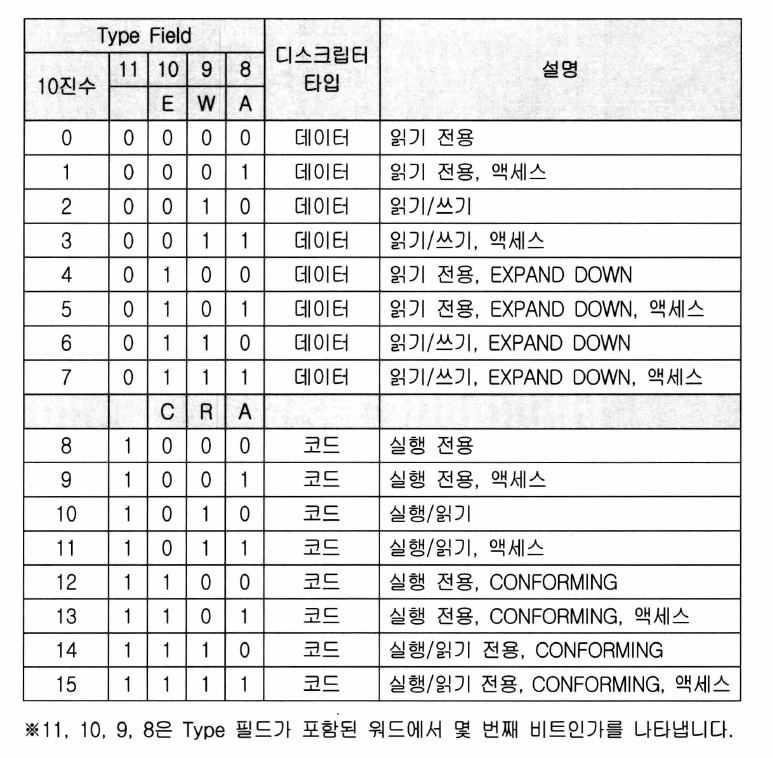 Type Field 디스크립터 타입 설명
10진수 11 10 9 8
E W A
0 0 0 0 0 데이터 읽기 전용
1 0 0 0 1 데이터 읽기 전용, 액세스
2 0 0 1 0 데이터 읽기/쓰기
3 0 0 1 1 데이터 읽기/쓰기, 액세스
4 0 1 0 0 데이터 읽기 전용, EXPAND DOWN
5 0 1 0 1 데이터 읽기 전용, EXPAND DOWN, 액세스
6 0 1 1 0 데이터 읽기/쓰기, EXPAND DOWN
7 0 1 1 1 데이터 읽기/쓰기, EXPAND DOWN, 액세스
C R A
8 1 0 0 0 코드 실행 전용
9 1 0 0 1 코드 실행 전용, 액세스
10 1 0 1 0 코드 실행/읽기
11 1 0 1 1 코드 실행/읽기, 액세스
12 1 1 0 0 코드 실행 전용, CONFORMING
13 1 1 0 1 코드 실행 전용, CONFORMING, 액세스
14 1 1 1 0 코드 실행/읽기 전용, CONFORMING
15 1 1 1 1 코드 실행/읽기 전용, CONFORMING, 액세스
※11, 10, 9, 8은 Type 필드가 포함된 워드에서 몇 번째 비트인가를 나타냅니다.